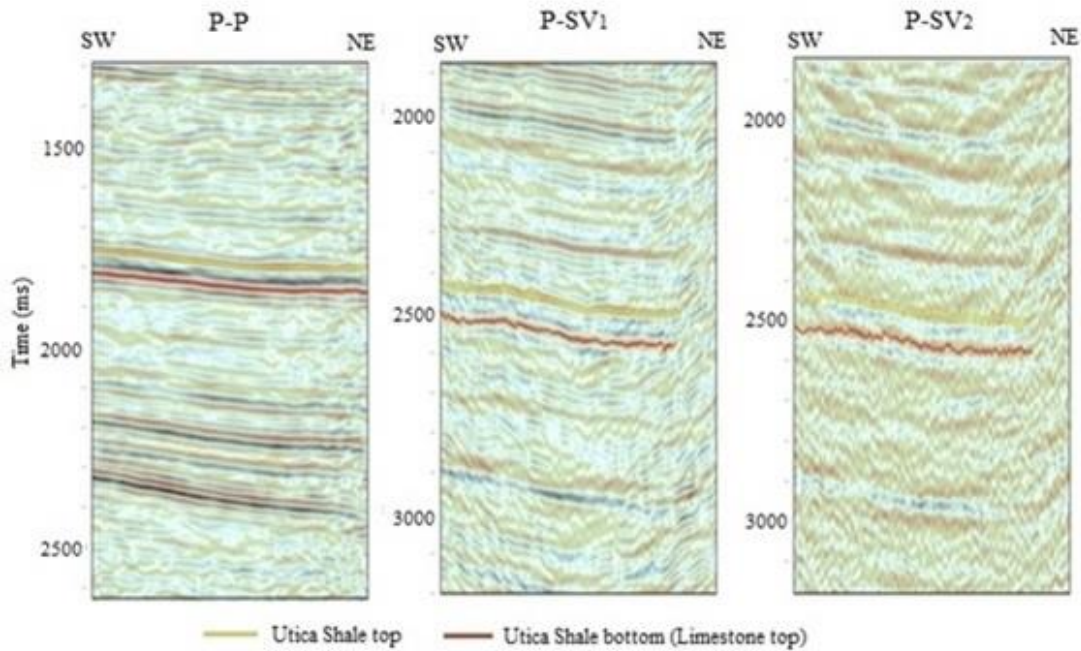 P-P
P-SV1
P-SV2
SW NE
SW NE
SW NE
Time (ms)
1500
2000
2500
2000
2500
3000
2000
2500
3000
Utica Shale top
Utica Shale bottom (Limestone top)